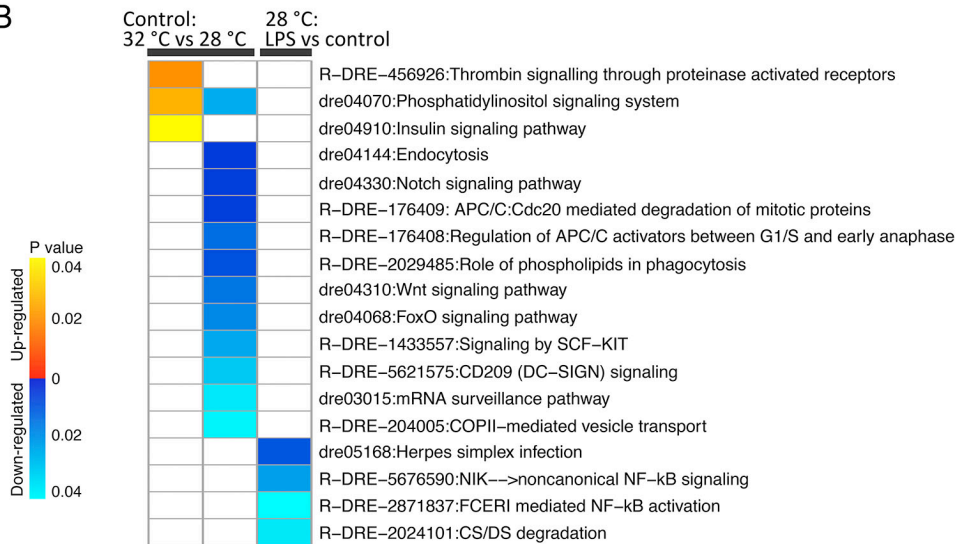 B
Control:
32 °C vs 28 °C
28 °C:
LPS vs control
R−DRE−456926:Thrombin signalling through proteinase activated receptors
dre04070:Phosphatidylinositol signaling system
dre04910:Insulin signaling pathway
dre04144:Endocytosis
dre04330:Notch signaling pathway
R−DRE−176409: APC/C:Cdc20 mediated degradation of mitotic proteins
R−DRE−176408:Regulation of APC/C activators between G1/S and early anaphase
R−DRE−2029485:Role of phospholipids in phagocytosis
dre04310:Wnt signaling pathway
dre04068:FoxO signaling pathway
R−DRE−1433557:Signaling by SCF−KIT
R−DRE−5621575:CD209 (DC−SIGN) signaling
dre03015:mRNA surveillance pathway
R−DRE−204005:COPII−mediated vesicle transport
dre05168:Herpes simplex infection
R−DRE−5676590:NIK−−>noncanonical NF−kB signaling
R−DRE−2871837:FCERI mediated NF−kB activation
R−DRE−2024101:CS/DS degradation
P value
0.04
0.02
0
0.02
0.04
Up-regulated
Down-regulated